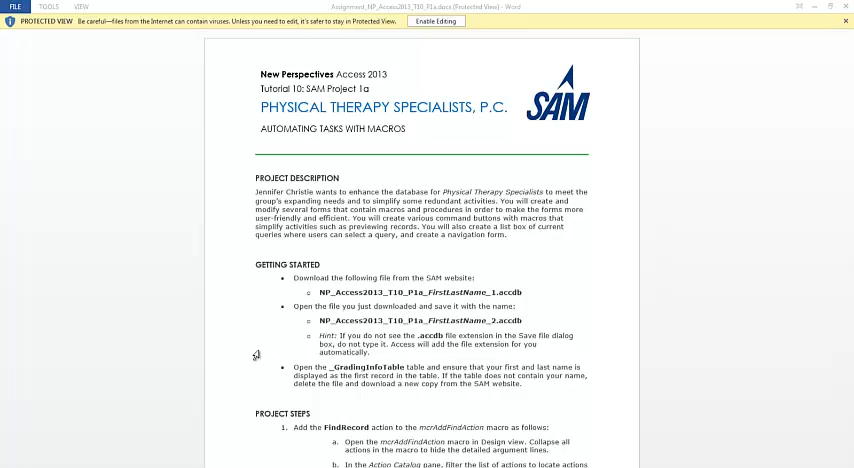 FILE TOOLS VIEW Assignment_NP_Access2013_T10_P1a.docx (Protected View) - Word
PROTECTED VIEW Be careful—files from the Internet can contain viruses. Unless you need to edit, it's safer to stay in Protected View. Enable Editing
New Perspectives Access 2013
Tutorial 10: SAM Project 1a
PHYSICAL THERAPY SPECIALISTS, P.C.
SAM
AUTOMATING TASKS WITH MACROS
PROJECT DESCRIPTION
Jennifer Christie wants to enhance the database for Physical Therapy Specialists to meet the
group's expanding needs and to simplify some redundant activities. You will create and
modify several forms that contain macros and procedures in order to make the forms more
user-friendly and efficient. You will create various command buttons with macros that
simplify activities such as previewing records. You will also create a list box of current
queries where users can select a query, and create a navigation form.
GETTING STARTED
• Download the following file from the SAM website:
o NP_Access2013_T10_P1a_FirstLastName_1.accdb
• Open the file you just downloaded and save it with the name:
o NP_Access2013_T10_P1a_FirstLastName_2.accdb
o Hint: If you do not see the .accdb file extension in the Save file dialog
box, do not type it. Access will add the file extension for you
automatically.
• Open the _GradingInfoTable table and ensure that your first and last name is
displayed as the first record in the table. If the table does not contain your name,
delete the file and download a new copy from the SAM website.
PROJECT STEPS
1. Add the FindRecord action to the mcrAddFindAction macro as follows:
a. Open the mcrAddFindAction macro in Design view. Collapse all
actions in the macro to hide the detailed argument lines.
b. In the Action Catalog pane, filter the list of actions to locate actions